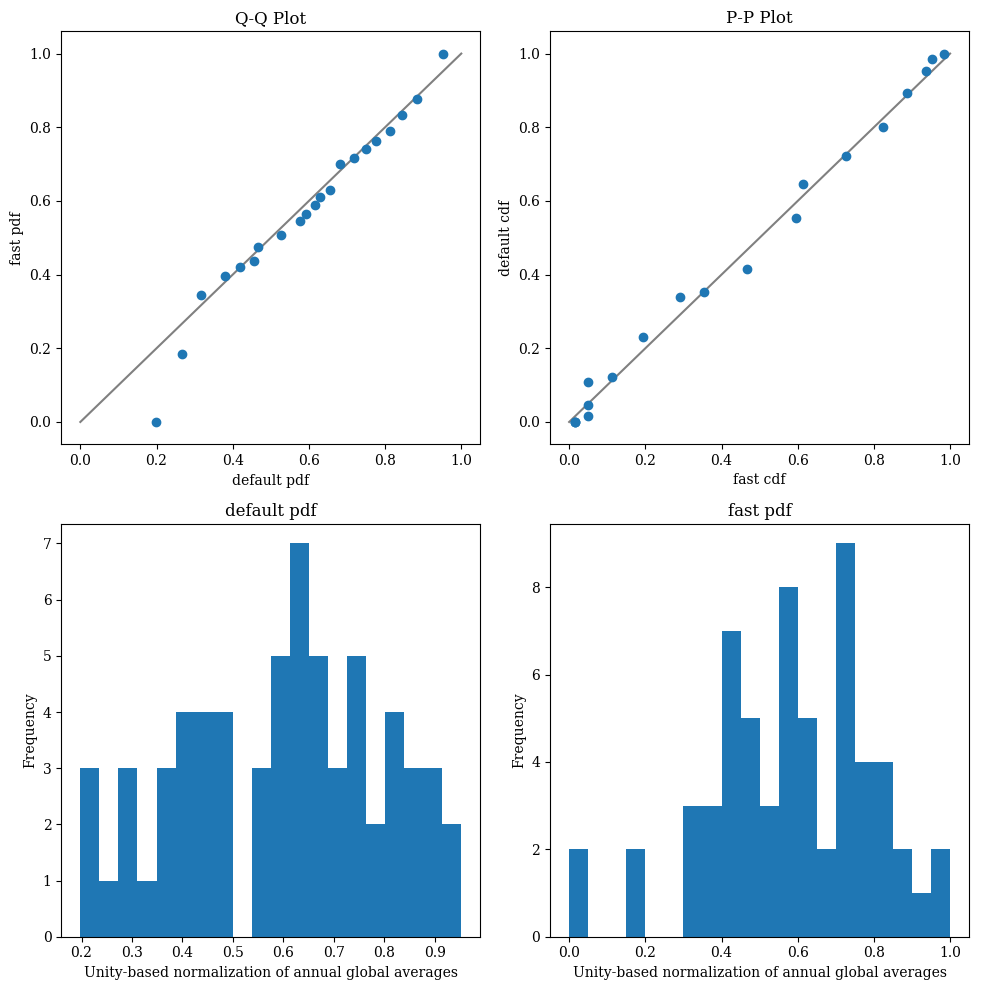 Q-Q Plot
1.0
0.8
0.6
0.4
0.2
0.0
fast pdf
0.0 0.2 0.4 0.6 0.8 1.0
default pdf
P-P Plot
1.0
0.8
0.6
0.4
0.2
0.0
default cdf
0.0 0.2 0.4 0.6 0.8 1.0
fast cdf
default pdf
7
6
5
4
3
2
1
0
Frequency
0.2 0.3 0.4 0.5 0.6 0.7 0.8 0.9
Unity-based normalization of annual global averages
fast pdf
8
6
4
2
0
Frequency
0.0 0.2 0.4 0.6 0.8 1.0
Unity-based normalization of annual global averages